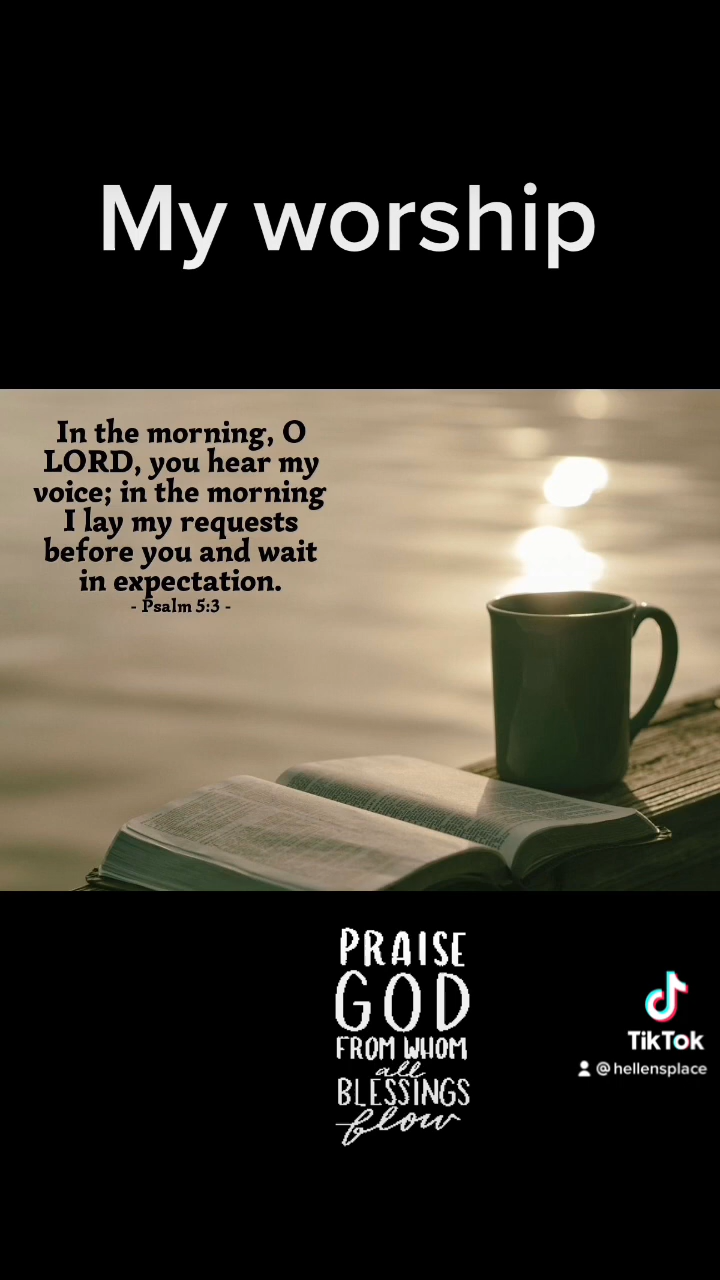 My worship
In the morning, O
LORD, you hear my
voice; in the morning
I lay my requests
before you and wait
in expectation.
- Psalm 5:3 -
PRAISE
GOD
FROM WHOM
all
BLESSINGS
flow
TikTok
@hellensplace